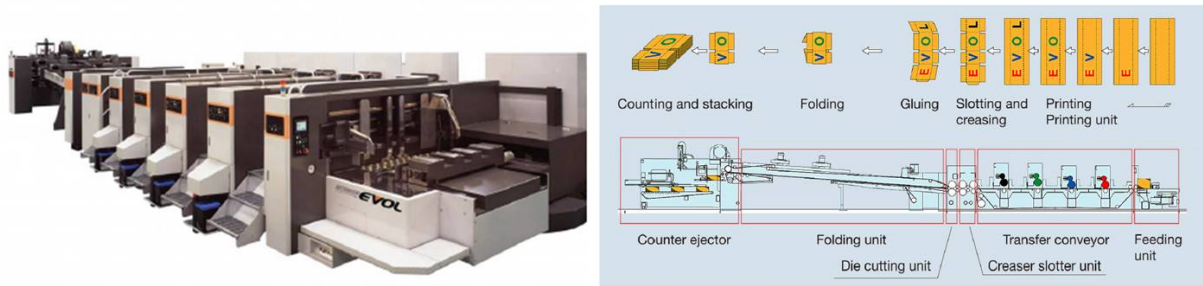 EVOL
V O
V O
V O
E V O L
E V O L
E V O L
E V O
E V
E
Counting and stacking
Folding
Gluing
Slotting and
creasing
Printing
Printing unit
Counter ejector
Folding unit
Transfer conveyor
Feeding
unit
Die cutting unit
Creaser slotter unit